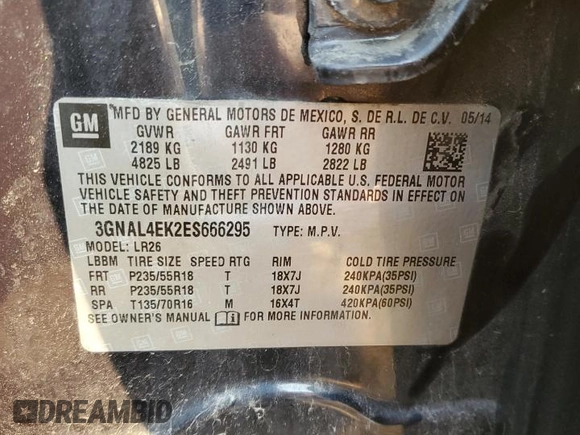 GM
MFD BY GENERAL MOTORS DE MEXICO, S. DE R.L. DE C.V. 05/14
GVWR GAWR FRT GAWR RR
2189 KG 1130 KG 1280 KG
4825 LB 2491 LB 2822 LB
THIS VEHICLE CONFORMS TO ALL APPLICABLE U.S. FEDERAL MOTOR
VEHICLE SAFETY AND THEFT PREVENTION STANDARDS IN EFFECT ON
THE DATE OF MANUFACTURE SHOWN ABOVE.
3GNAL4EK2ES666295 TYPE: M.P.V.
MODEL: LR26
LBBM TIRE SIZE SPEED RTG RIM COLD TIRE PRESSURE
FRT P235/55R18 T 18X7J 240KPA(35PSI)
RR P235/55R18 T 18X7J 240KPA(35PSI)
SPA T135/70R16 M 16X4T 420KPA(60PSI)
SEE OWNER'S MANUAL FOR MORE INFORMATION
DREAMBID